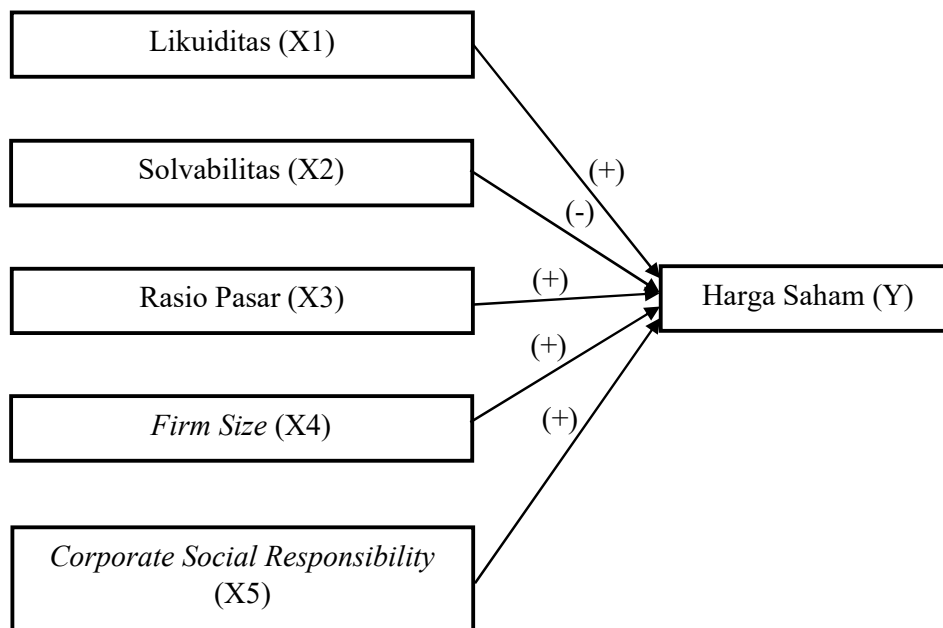 Likuiditas (X1)
Solvabilitas (X2)
Rasio Pasar (X3)
Firm Size (X4)
Corporate Social Responsibility
(X5)
(+)
(-)
(+)
(+)
(+)
Harga Saham (Y)